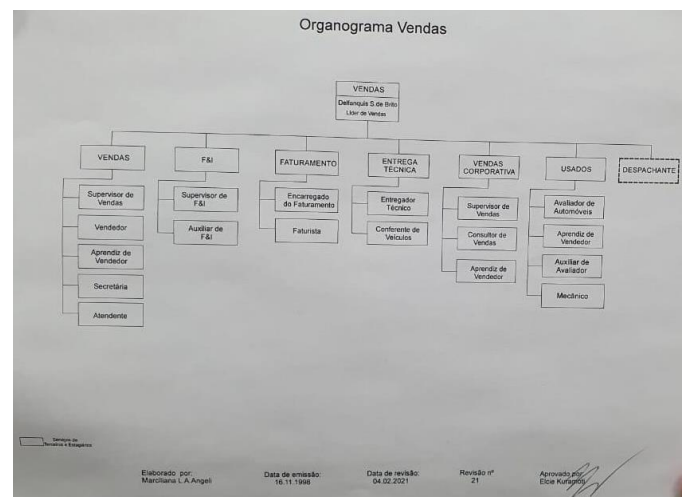 Organograma Vendas
VENDAS
Delfanquis S. de Brito
Líder de Vendas
VENDAS
Supervisor de
Vendas
Vendedor
Aprendiz de
Vendedor
Secretária
Atendente
F&I
Supervisor de
F&I
Auxiliar de
F&I
FATURAMENTO
Encarregado
do Faturamento
Faturista
ENTREGA
TÉCNICA
Entregador
Técnico
Conferente de
Veículos
VENDAS
CORPORATIVA
Supervisor de
Vendas
Consultor de
Vendas
Aprendiz de
Vendedor
USADOS
Avaliador de
Automóveis
Aprendiz de
Vendedor
Auxiliar de
Avaliador
Mecânico
DESPACHANTE
Serviços de
Terceiros e Estagiários
Elaborado por:
Marciliana L.A.Angeli
Data de emissão:
16.11.1998
Data de revisão:
04.02.2021
Revisão nº
21
Aprovado por:
Elcie